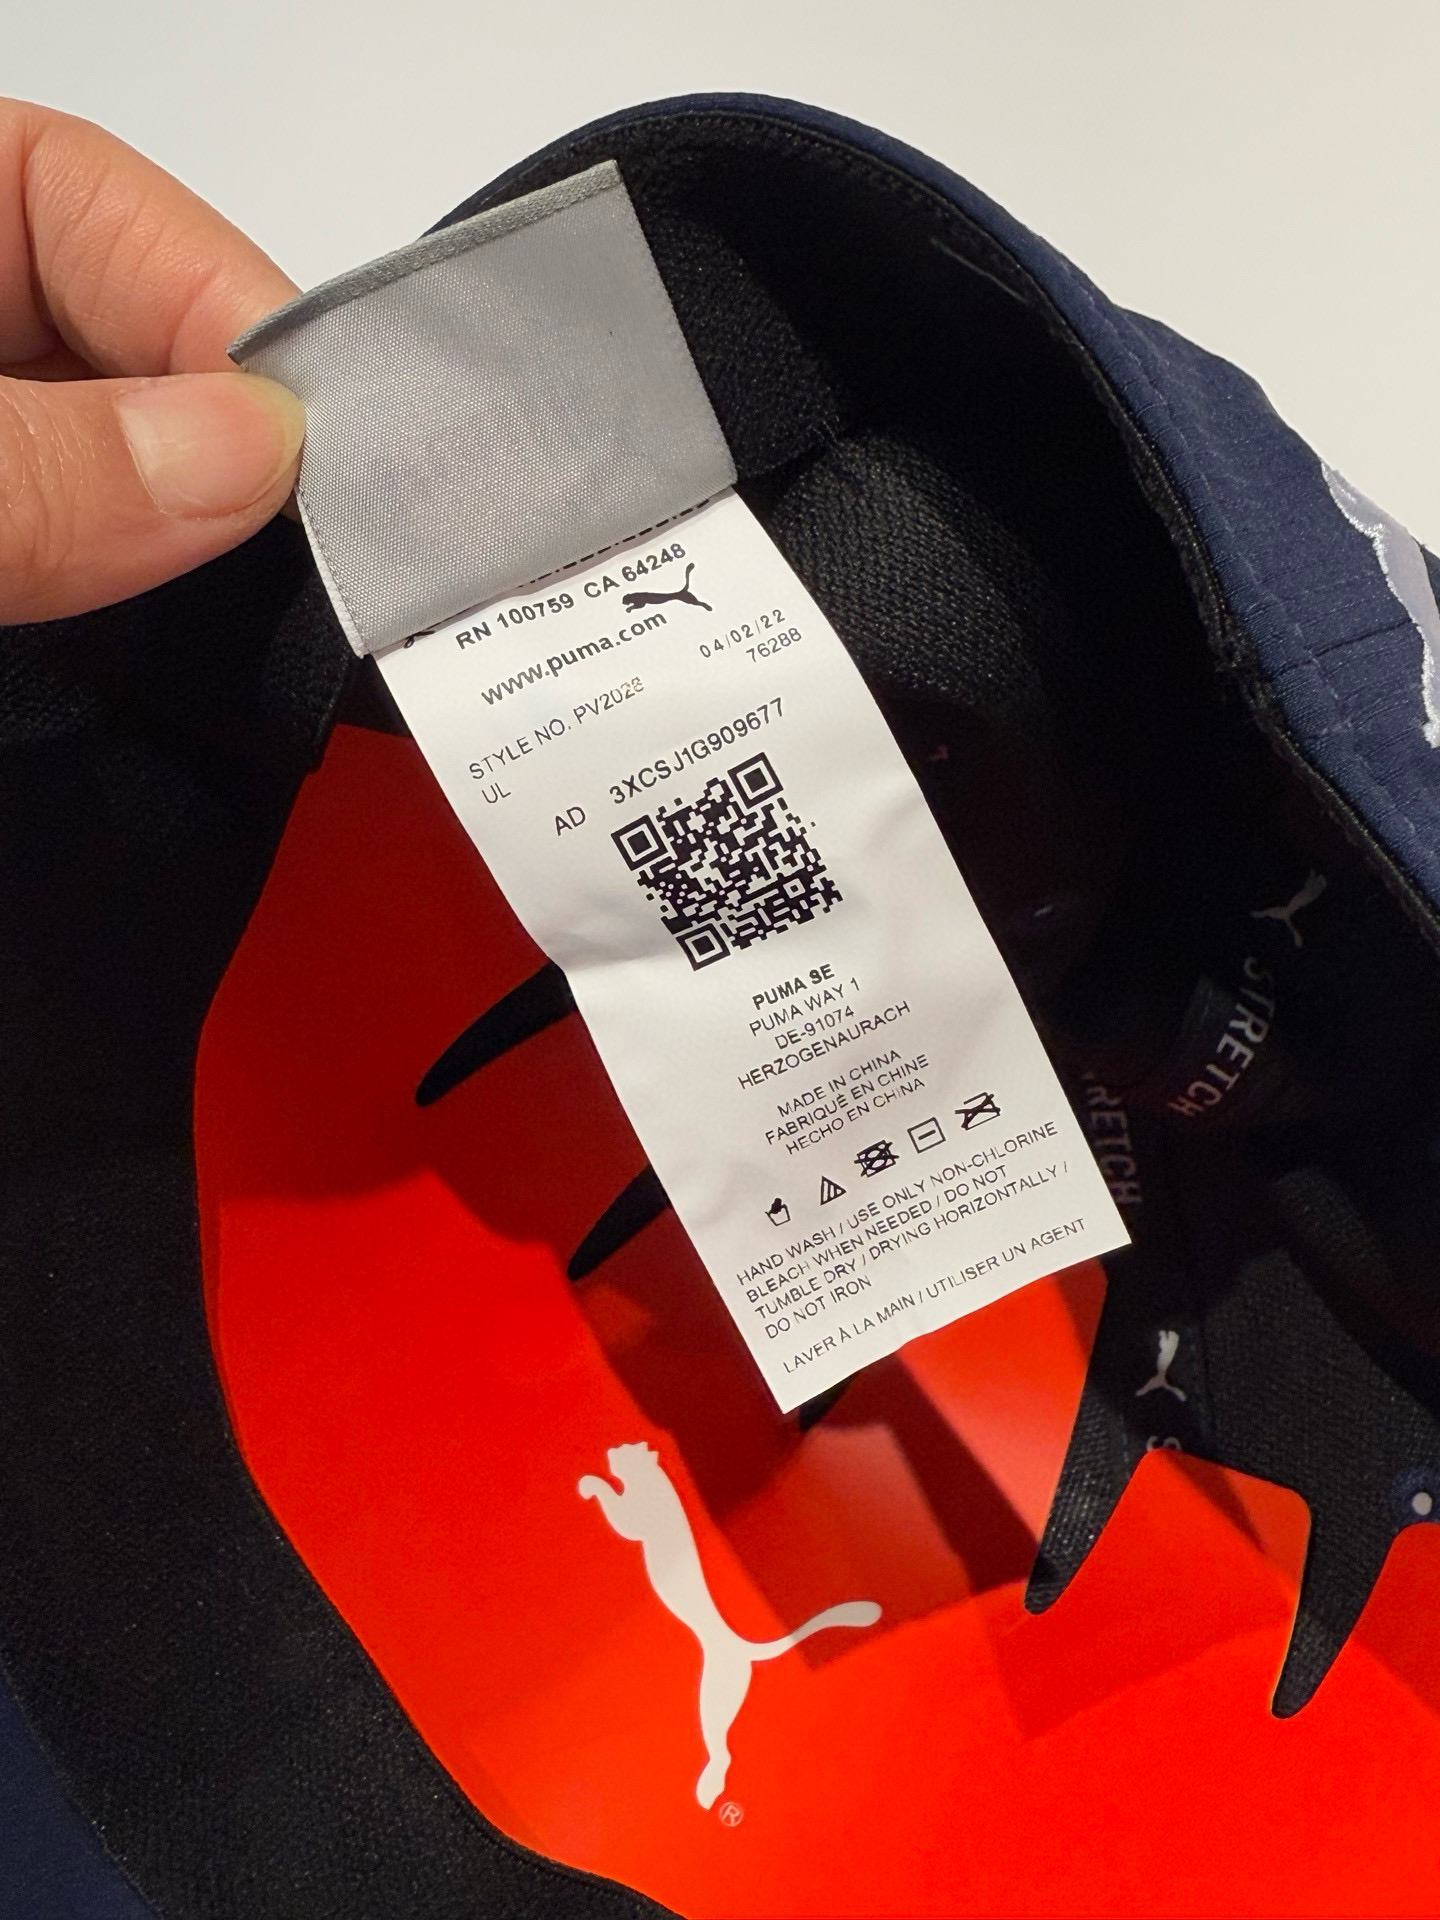 RN 100759 CA 64248
www.puma.com
04/02/22
76288
STYLE NO. PV2028
UL
AD 3XCSJ1G909677
PUMA SE
PUMA WAY 1
DE-91074
HERZOGENAURACH
MADE IN CHINA
FABRIQUÉ EN CHINE
HECHO EN CHINA
HAND WASH / USE ONLY NON-CHLORINE
BLEACH WHEN NEEDED / DO NOT
TUMBLE DRY / DRYING HORIZONTALLY /
DO NOT IRON
LAVER À LA MAIN / UTILISER UN AGENT
STRETCH
RETCH
S
®